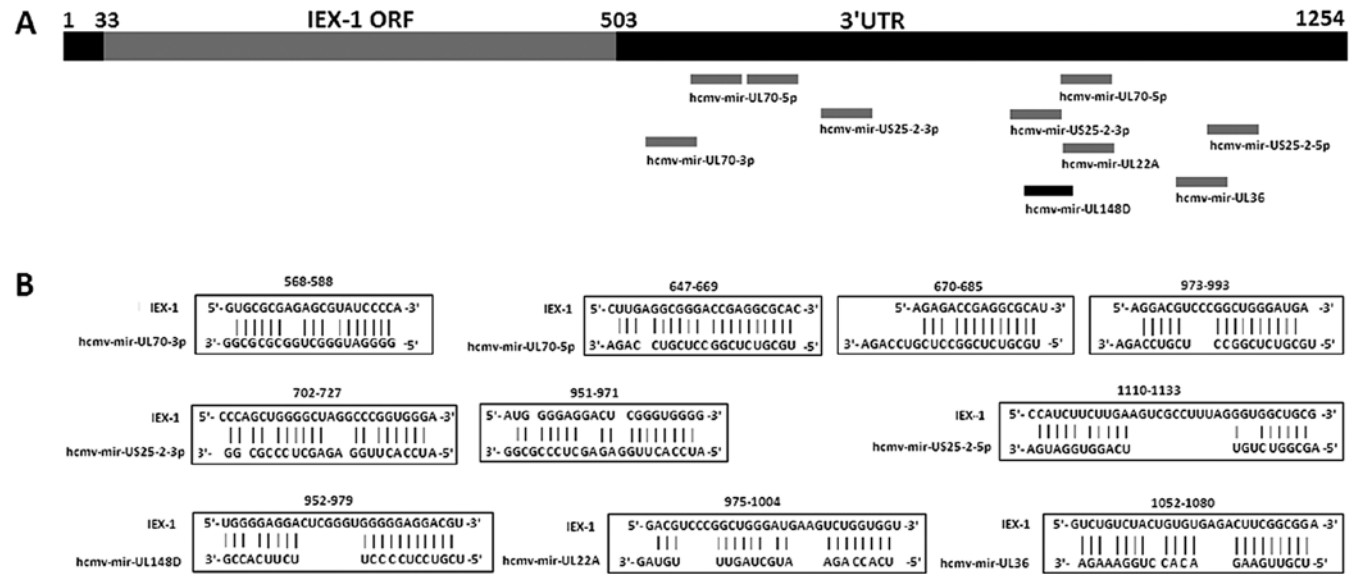 A
1 33 IEX-1 ORF 503 3'UTR 1254
hcmv-mir-UL70-5p
hcmv-mir-UL70-5p
hcmv-mir-US25-2-3p
hcmv-mir-US25-2-3p
hcmv-mir-US25-2-5p
hcmv-mir-UL70-3p
hcmv-mir-UL22A
hcmv-mir-UL148D
hcmv-mir-UL36
B
568-588
IEX-1 5'-GUGCGCGAGAGCGUAUCCCCA-3'
hcmv-mir-UL70-3p 3'-GGCGCGCGGUCGGGUAGGGG -5'
647-669 670-685 973-993
IEX-1 5'-CUUGAGGCGGGACCGAGGCGCAC-3' 5'-AGAGACCGAGGCGCAU-3' 5'-AGGACGUCCCGGCUGGGAUGA -3'
hcmv-mir-UL70-5p 3'-AGAC CUGCUCC GGCUCUGCGU -5' 3'-AGACCUGCUCCGGCUCUGCGU -5' 3'-AGACCUGCU CCGGCUCUGCGU-5'
702-727 951-971
IEX-1 5'- CCCAGCUGGGGCUAGGCCCGGUGGGA-3' 5'-AUG GGGAGGACU CGGGUGGGG -3'
hcmv-mir-US25-2-3p 3'- GG CGCCC UCGAGA GGUUCACCUA-5' 3'-GGCGCCCUCGAGAGGUUCACCUA-5'
1110-1133
IEX-1 5'- CCAUCUUCUUGAAGUCGCCUUUAGGGUGGCUGCG -3'
hcmv-mir-US25-2-5p 3'-AGUAGGUGGACU UGUCUGGCGA-5'
952-979
IEX-1 5'-UGGGGAGGACUCGGGUGGGGGAGGACGU -3'
hcmv-mir-UL148D 3'-GCCACUUCU UCCCCUCCUGCU-5'
975-1004
IEX-1 5'-GACGUCCCGGCUGGGAUGAAGUCUGGUGGU -3'
hcmv-mir-UL22A 3'-GAUGU UUGAUCGUA AGACCACU -5'
1052-1080
IEX-1 5'-GUCUGUCUACUGUGUGAGACUUCGGCGGA -3'
hcmv-mir-UL36 3'- AGAAAGGUC CACA GAAGUUGCU -5'